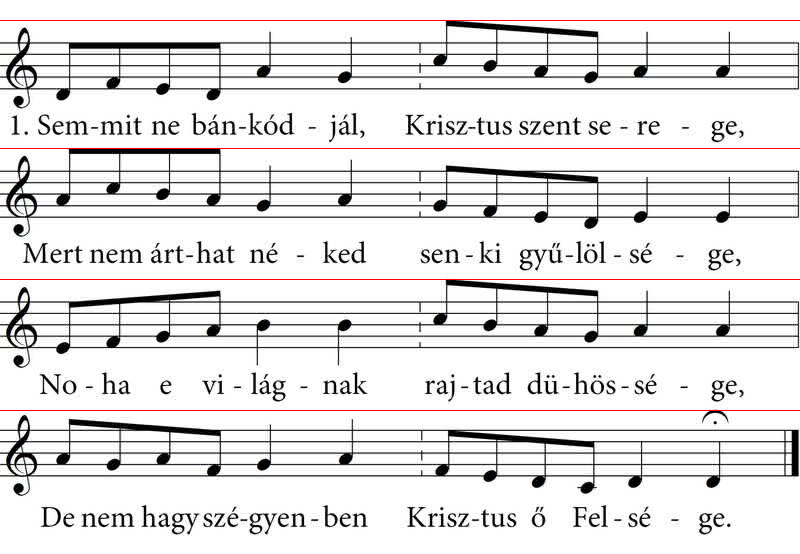 1. Sem-mit ne bán-kód - jál, Krisz-tus szent se - re - ge,
Mert nem árt-hat né - ked sen - ki gyű-löl - sé - ge,
No - ha e vi - lág - nak raj - tad dü-hös - sé - ge,
De nem hagy szé-gyen - ben Krisz-tus ő Fel - sé - ge.